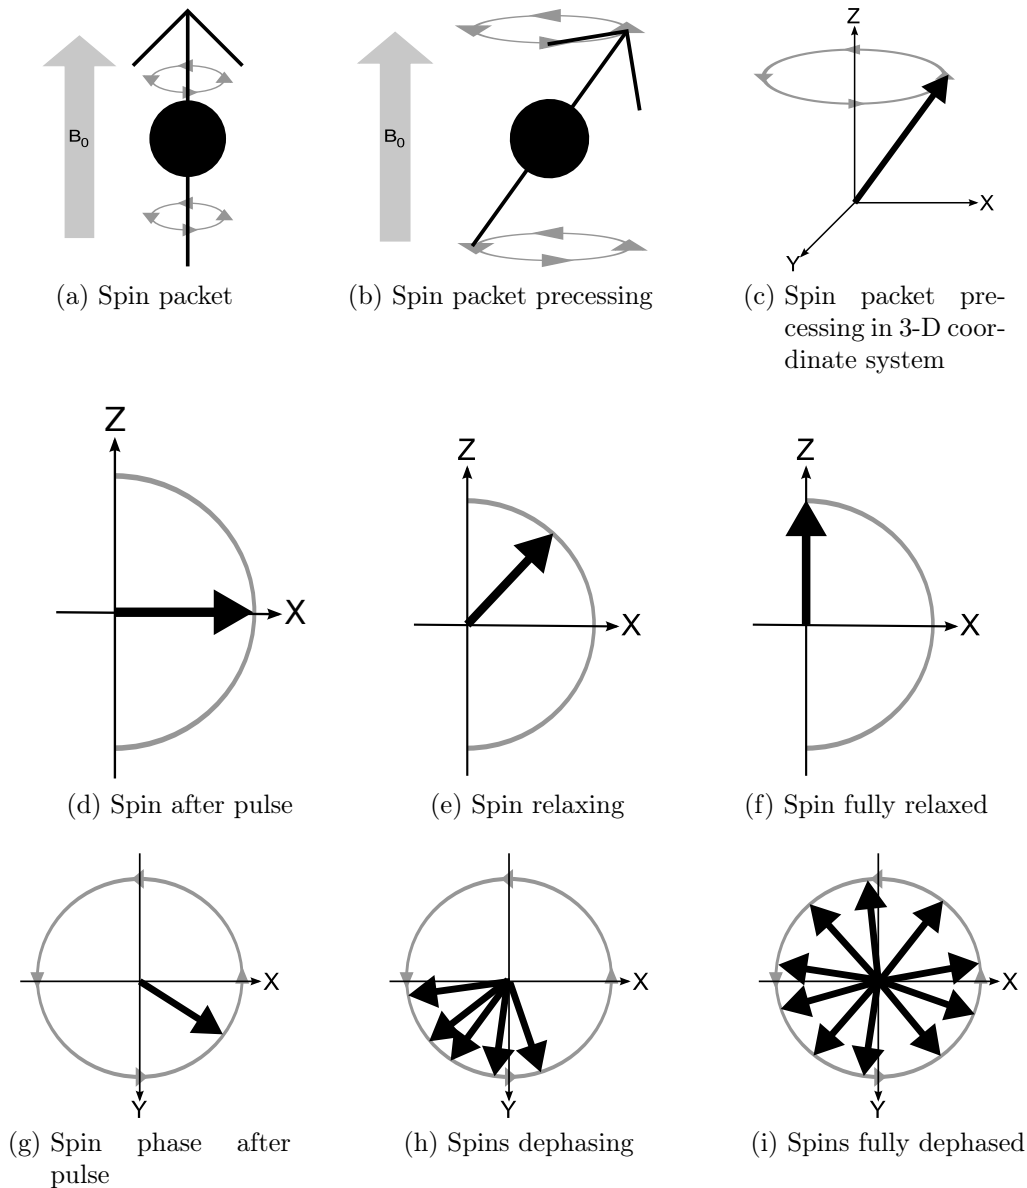 B0
(a) Spin packet
B0
(b) Spin packet precessing
Z
X
Y
(c) Spin packet pre-
cessing in 3-D coor-
dinate system
Z
X
(d) Spin after pulse
Z
X
(e) Spin relaxing
Z
X
(f) Spin fully relaxed
X
Y
(g) Spin phase after
pulse
X
Y
(h) Spins dephasing
X
Y
(i) Spins fully dephased